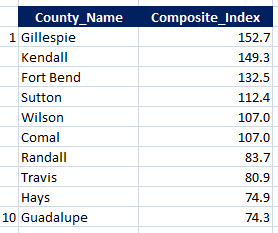 County_Name Composite_Index
1 Gillespie 152.7
Kendall 149.3
Fort Bend 132.5
Sutton 112.4
Wilson 107.0
Comal 107.0
Randall 83.7
Travis 80.9
Hays 74.9
10 Guadalupe 74.3